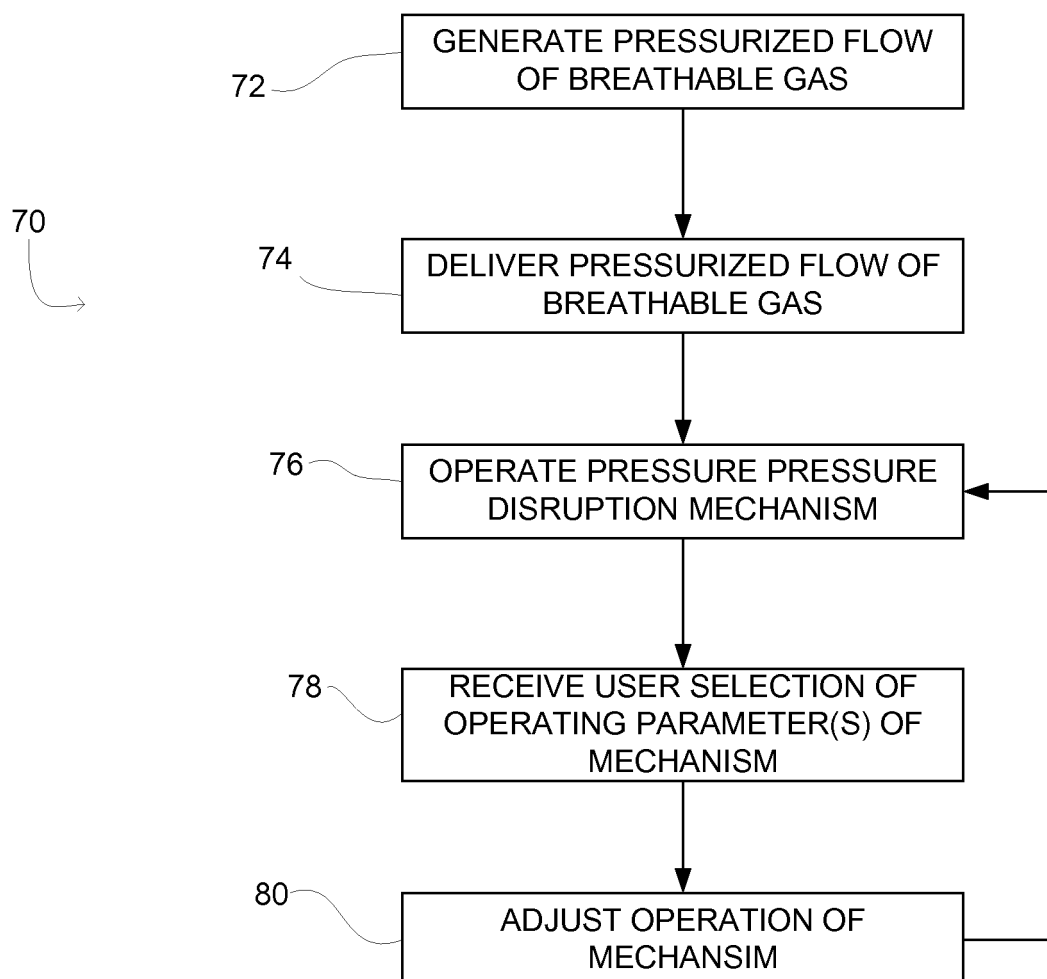 72
GENERATE PRESSURIZED FLOW
OF BREATHABLE GAS
70
74
DELIVER PRESSURIZED FLOW OF
BREATHABLE GAS
76
OPERATE PRESSURE PRESSURE
DISRUPTION MECHANISM
78
RECEIVE USER SELECTION OF
OPERATING PARAMETER(S) OF
MECHANISM
80
ADJUST OPERATION OF
MECHANSIM